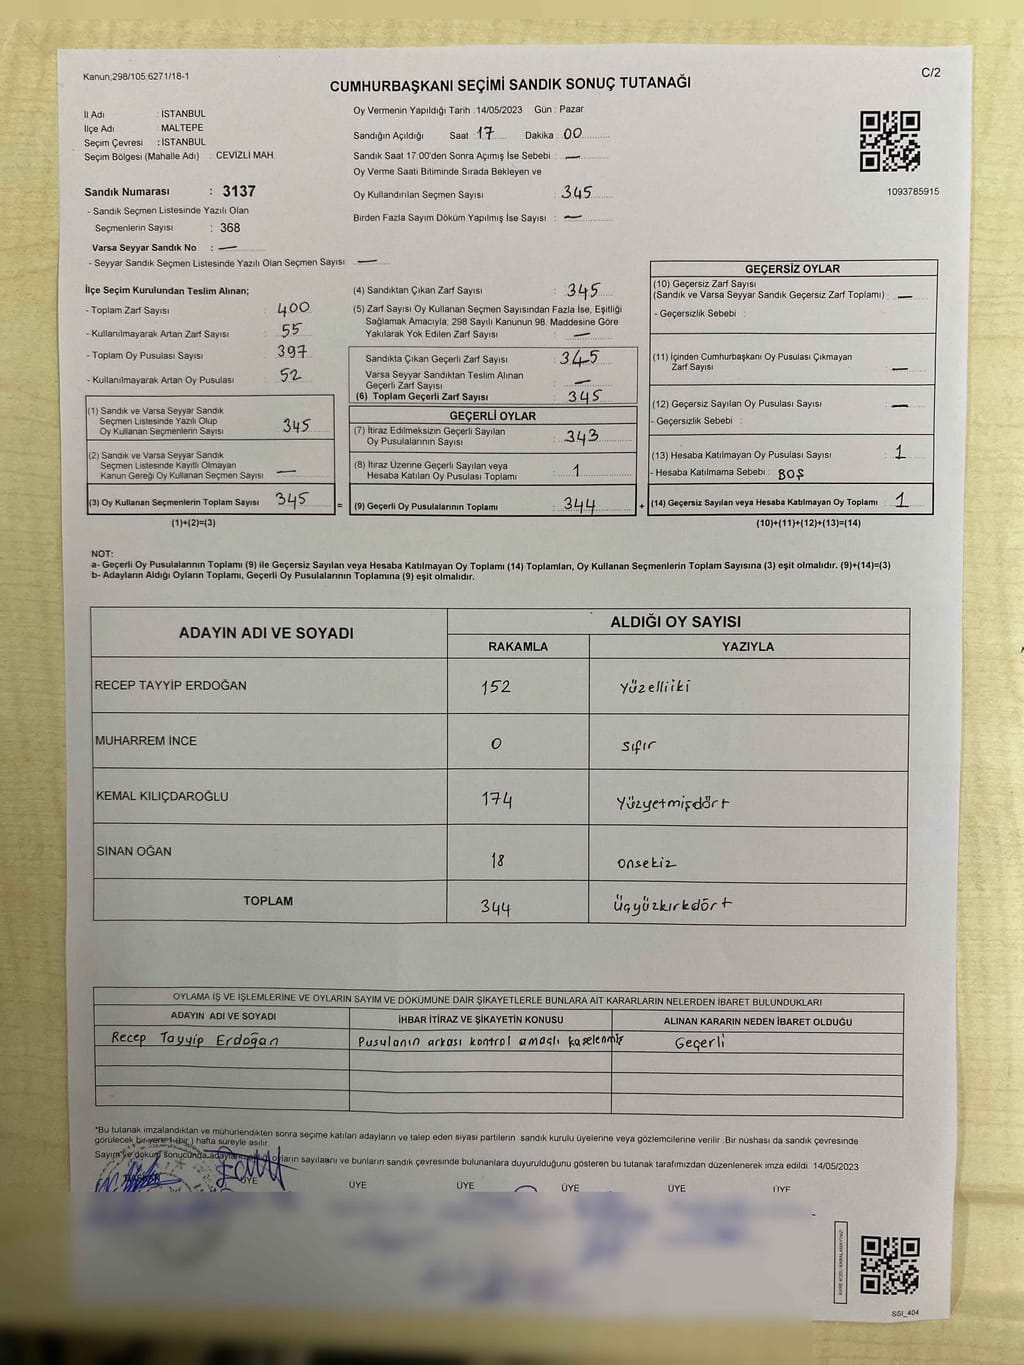 Kanun,298/105,6271/18-1
C/2
CUMHURBAŞKANI SEÇİMİ SANDIK SONUÇ TUTANAĞI
İl Adı : İSTANBUL
İlçe Adı : MALTEPE
Seçim Çevresi : İSTANBUL
Seçim Bölgesi (Mahalle Adı) : CEVİZLİ MAH.
Sandık Numarası : 3137
- Sandık Seçmen Listesinde Yazılı Olan
Seçmenlerin Sayısı : 368
Varsa Seyyar Sandık No : —
- Seyyar Sandık Seçmen Listesinde Yazılı Olan Seçmen Sayısı : —
Oy Vermenin Yapıldığı Tarih : 14/05/2023 Gün : Pazar
Sandığın Açıldığı Saat : 17 Dakika : 00
Sandık Saat 17:00'den Sonra Açımış İse Sebebi : —
Oy Verme Saati Bitiminde Sırada Bekleyen ve
Oy Kullandırılan Seçmen Sayısı : 345
Birden Fazla Sayım Döküm Yapılmış İse Sayısı : —
1093785915
İlçe Seçim Kurulundan Teslim Alınan;
- Toplam Zarf Sayısı : 400
- Kullanılmayarak Artan Zarf Sayısı : 55
- Toplam Oy Pusulası Sayısı : 397
- Kullanılmayarak Artan Oy Pusulası : 52
(1) Sandık ve Varsa Seyyar Sandık
Seçmen Listesinde Yazılı Olup
Oy Kullanan Seçmenlerin Sayısı : 345
(2) Sandık ve Varsa Seyyar Sandık
Seçmen Listesinde Kayıtlı Olmayan
Kanun Gereği Oy Kullanan Seçmen Sayısı : —
(3) Oy Kullanan Seçmenlerin Toplam Sayısı : 345 =
(1)+(2)=(3)
(4) Sandıktan Çıkan Zarf Sayısı : 345
(5) Zarf Sayısı Oy Kullanan Seçmen Sayısından Fazla İse, Eşitliği
Sağlamak Amacıyla, 298 Sayılı Kanunun 98. Maddesine Göre
Yakılarak Yok Edilen Zarf Sayısı : —
Sandıkta Çıkan Geçerli Zarf Sayısı : 345
Varsa Seyyar Sandıktan Teslim Alınan
Geçerli Zarf Sayısı : —
(6) Toplam Geçerli Zarf Sayısı : 345
GEÇERLİ OYLAR
(7) İtiraz Edilmeksizin Geçerli Sayılan
Oy Pusulalarının Sayısı : 343
(8) İtiraz Üzerine Geçerli Sayılan veya
Hesaba Katılan Oy Pusulası Toplamı : 1
(9) Geçerli Oy Pusulalarının Toplamı : 344 +
GEÇERSİZ OYLAR
(10) Geçersiz Zarf Sayısı
(Sandık ve Varsa Seyyar Sandık Geçersiz Zarf Toplamı) : —
- Geçersizlik Sebebi :
(11) İçinden Cumhurbaşkanı Oy Pusulası Çıkmayan
Zarf Sayısı : —
(12) Geçersiz Sayılan Oy Pusulası Sayısı : —
- Geçersizlik Sebebi :
(13) Hesaba Katılmayan Oy Pusulası Sayısı : 1
- Hesaba Katılmama Sebebi : BOŞ
(14) Geçersiz Sayılan veya Hesaba Katılmayan Oy Toplamı : 1
(10)+(11)+(12)+(13)=(14)
NOT:
a- Geçerli Oy Pusulalarının Toplamı (9) ile Geçersiz Sayılan veya Hesaba Katılmayan Oy Toplamı (14) Toplamları, Oy Kullanan Seçmenlerin Toplam Sayısına (3) eşit olmalıdır. (9)+(14)=(3)
b- Adayların Aldığı Oyların Toplamı, Geçerli Oy Pusulalarının Toplamına (9) eşit olmalıdır.
ADAYIN ADI VE SOYADI
ALDIĞI OY SAYISI
RAKAMLA YAZIYLA
RECEP TAYYİP ERDOĞAN 152 Yüzelliiki
MUHARREM İNCE 0 sıfır
KEMAL KILIÇDAROĞLU 174 Yüzyetmişdört
SİNAN OĞAN 18 onsekiz
TOPLAM 344 Üçyüzkırkdört
OYLAMA İŞ VE İŞLEMLERİNE VE OYLARIN SAYIM VE DÖKÜMÜNE DAİR ŞİKAYETLERLE BUNLARA AİT KARARLARIN NELERDEN İBARET BULUNDUKLARI
ADAYIN ADI VE SOYADI İHBAR İTİRAZ VE ŞİKAYETİN KONUSU ALINAN KARARIN NEDEN İBARET OLDUĞU
Recep Tayyip Erdoğan Pusulanın arkası kontrol amaçlı kaşelenmiş Geçerli
*Bu tutanak imzalandıktan ve mühürlendikten sonra seçime katılan adayların ve talep eden siyasi partilerin sandık kurulu üyelerine veya gözlemcilerine verilir. Bir nüshası da sandık çevresinde
görülecek bir yere 1 (bir ) hafta süreyle asılır.
Sayım ve döküm sonucunda adayların aldığı oyların sayılarını ve bunların sandık çevresinde bulunanlara duyurulduğunu gösteren bu tutanak tarafımızdan düzenlenerek imza edildi. 14/05/2023
ÜYE ÜYE ÜYE ÜYE ÜYE ÜYE
SSI_404